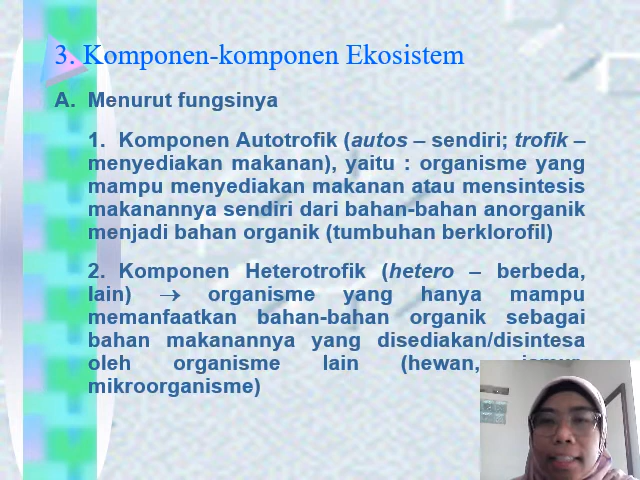 3. Komponen-komponen Ekosistem
A. Menurut fungsinya
1. Komponen Autotrofik (autos – sendiri; trofik –
menyediakan makanan), yaitu : organisme yang
mampu menyediakan makanan atau mensintesis
makanannya sendiri dari bahan-bahan anorganik
menjadi bahan organik (tumbuhan berklorofil)
2. Komponen Heterotrofik (hetero – berbeda,
lain) → organisme yang hanya mampu
memanfaatkan bahan-bahan organik sebagai
bahan makanannya yang disediakan/disintesa
oleh organisme lain (hewan,
mikroorganisme)